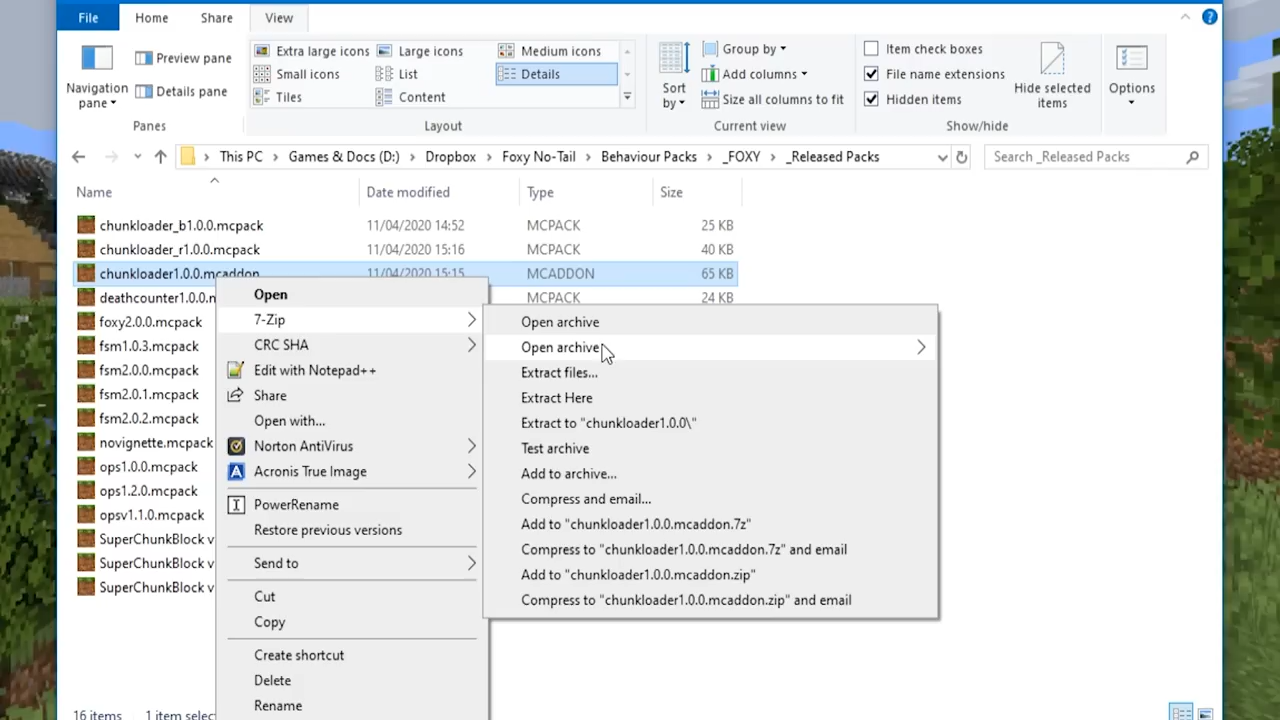 File Home Share View
Preview pane
Details pane
Navigation
pane
Panes
Extra large icons Large icons Medium icons
Small icons List Details
Tiles Content
Layout
Sort
by
Group by
Add columns
Size all columns to fit
Current view
Item check boxes
File name extensions
Hidden items
Hide selected
items
Show/hide
Options
This PC > Games & Docs (D:) > Dropbox > Foxy No-Tail > Behaviour Packs > _FOXY > _Released Packs
Search _Released Packs
Name Date modified Type Size
chunkloader_b1.0.0.mcpack 11/04/2020 14:52 MCPACK 25 KB
chunkloader_r1.0.0.mcpack 11/04/2020 15:16 MCPACK 40 KB
chunkloader1.0.0.mcaddon 11/04/2020 15:15 MCADDON 65 KB
deathcounter1.0.0.m MCPACK 24 KB
foxy2.0.0.mcpack
fsm1.0.3.mcpack
fsm2.0.0.mcpack
fsm2.0.1.mcpack
fsm2.0.2.mcpack
novignette.mcpack
ops1.0.0.mcpack
ops1.2.0.mcpack
opsv1.1.0.mcpack
SuperChunkBlock v
SuperChunkBlock v
SuperChunkBlock v
Open
7-Zip
CRC SHA
Edit with Notepad++
Share
Open with...
Norton AntiVirus
Acronis True Image
PowerRename
Restore previous versions
Send to
Cut
Copy
Create shortcut
Delete
Rename
Open archive
Open archive
Extract files...
Extract Here
Extract to "chunkloader1.0.0\"
Test archive
Add to archive...
Compress and email...
Add to "chunkloader1.0.0.mcaddon.7z"
Compress to "chunkloader1.0.0.mcaddon.7z" and email
Add to "chunkloader1.0.0.mcaddon.zip"
Compress to "chunkloader1.0.0.mcaddon.zip" and email
16 items 1 item select